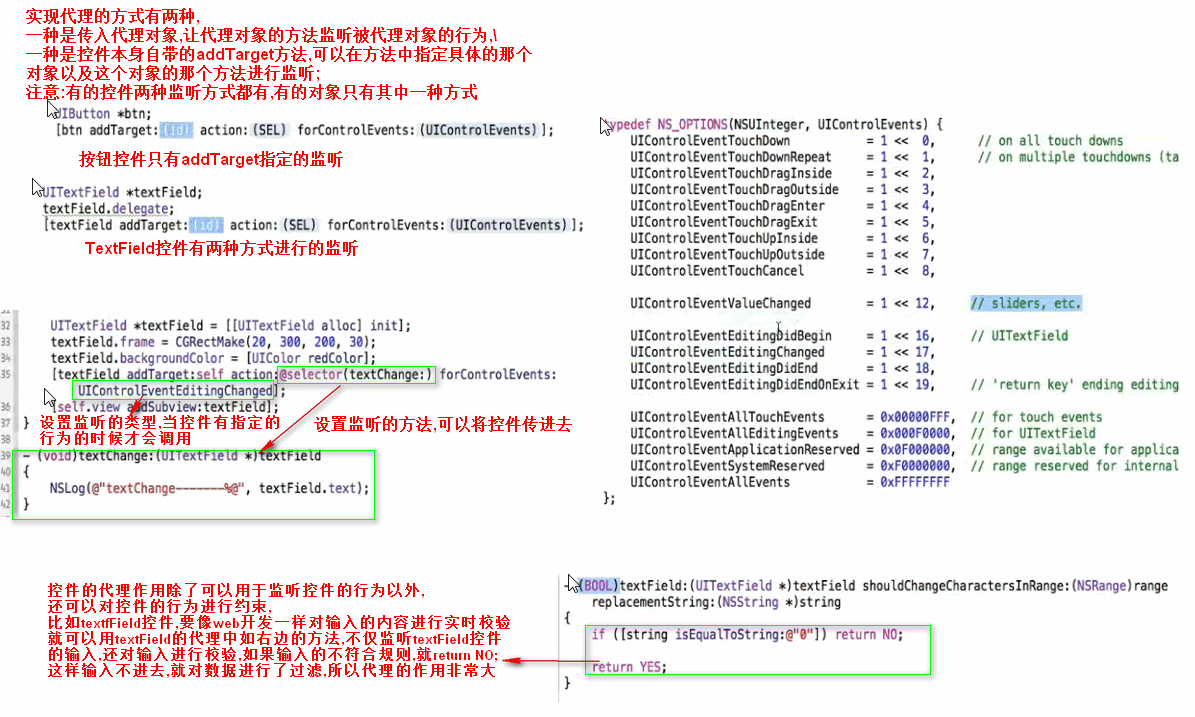 实现代理的方式有两种,
一种是传入代理对象,让代理对象的方法监听被代理对象的行为,\
一种是控件本身自带的addTarget方法,可以在方法中指定具体的那个
对象以及这个对象的那个方法进行监听;
注意:有的控件两种监听方式都有,有的对象只有其中一种方式
UIButton *btn;
[btn addTarget:(id) action:(SEL) forControlEvents:(UIControlEvents)];
按钮控件只有addTarget指定的监听
UITextField *textField;
textField.delegate;
[textField addTarget:(id) action:(SEL) forControlEvents:(UIControlEvents)];
TextField控件有两种方式进行的监听
typedef NS_OPTIONS(NSUInteger, UIControlEvents) {
UIControlEventTouchDown = 1 << 0, // on all touch downs
UIControlEventTouchDownRepeat = 1 << 1, // on multiple touchdowns (ta
UIControlEventTouchDragInside = 1 << 2,
UIControlEventTouchDragOutside = 1 << 3,
UIControlEventTouchDragEnter = 1 << 4,
UIControlEventTouchDragExit = 1 << 5,
UIControlEventTouchUpInside = 1 << 6,
UIControlEventTouchUpOutside = 1 << 7,
UIControlEventTouchCancel = 1 << 8,
UIControlEventValueChanged = 1 << 12, // sliders, etc.
UIControlEventEditingDidBegin = 1 << 16, // UITextField
UIControlEventEditingChanged = 1 << 17,
UIControlEventEditingDidEnd = 1 << 18,
UIControlEventEditingDidEndOnExit = 1 << 19, // 'return key' ending editing
UIControlEventAllTouchEvents = 0x00000FFF, // for touch events
UIControlEventAllEditingEvents = 0x000F0000, // for UITextField
UIControlEventApplicationReserved = 0x0F000000, // range available for applica
UIControlEventSystemReserved = 0xF0000000, // range reserved for internal
UIControlEventAllEvents = 0xFFFFFFFF
};
32 UITextField *textField = [[UITextField alloc] init];
33 textField.frame = CGRectMake(20, 300, 200, 30);
34 textField.backgroundColor = [UIColor redColor];
35 [textField addTarget:self action:@selector(textChange:) forControlEvents:
UIControlEventEditingChanged];
36 [self.view addSubview:textField];
37 }
38
设置监听的类型,当控件有指定的
行为的时候才会调用
设置监听的方法,可以将控件传进去
39 - (void)textChange:(UITextField *)textField
40 {
41 NSLog(@"textChange-------%@", textField.text);
42 }
控件的代理作用除了可以用于监听控件的行为以外,
还可以对控件的行为进行约束,
比如textfField控件,要像web开发一样对输入的内容进行实时校验
就可以用textField的代理中如右边的方法,不仅监听textField控件
的输入,还对输入进行校验,如果输入的不符合规则,就return NO;
这样输入不进去,就对数据进行了过滤,所以代理的作用非常大
- (BOOL)textField:(UITextField *)textField shouldChangeCharactersInRange:(NSRange)range
replacementString:(NSString *)string
{
if ([string isEqualToString:@"0"]) return NO;
return YES;
}